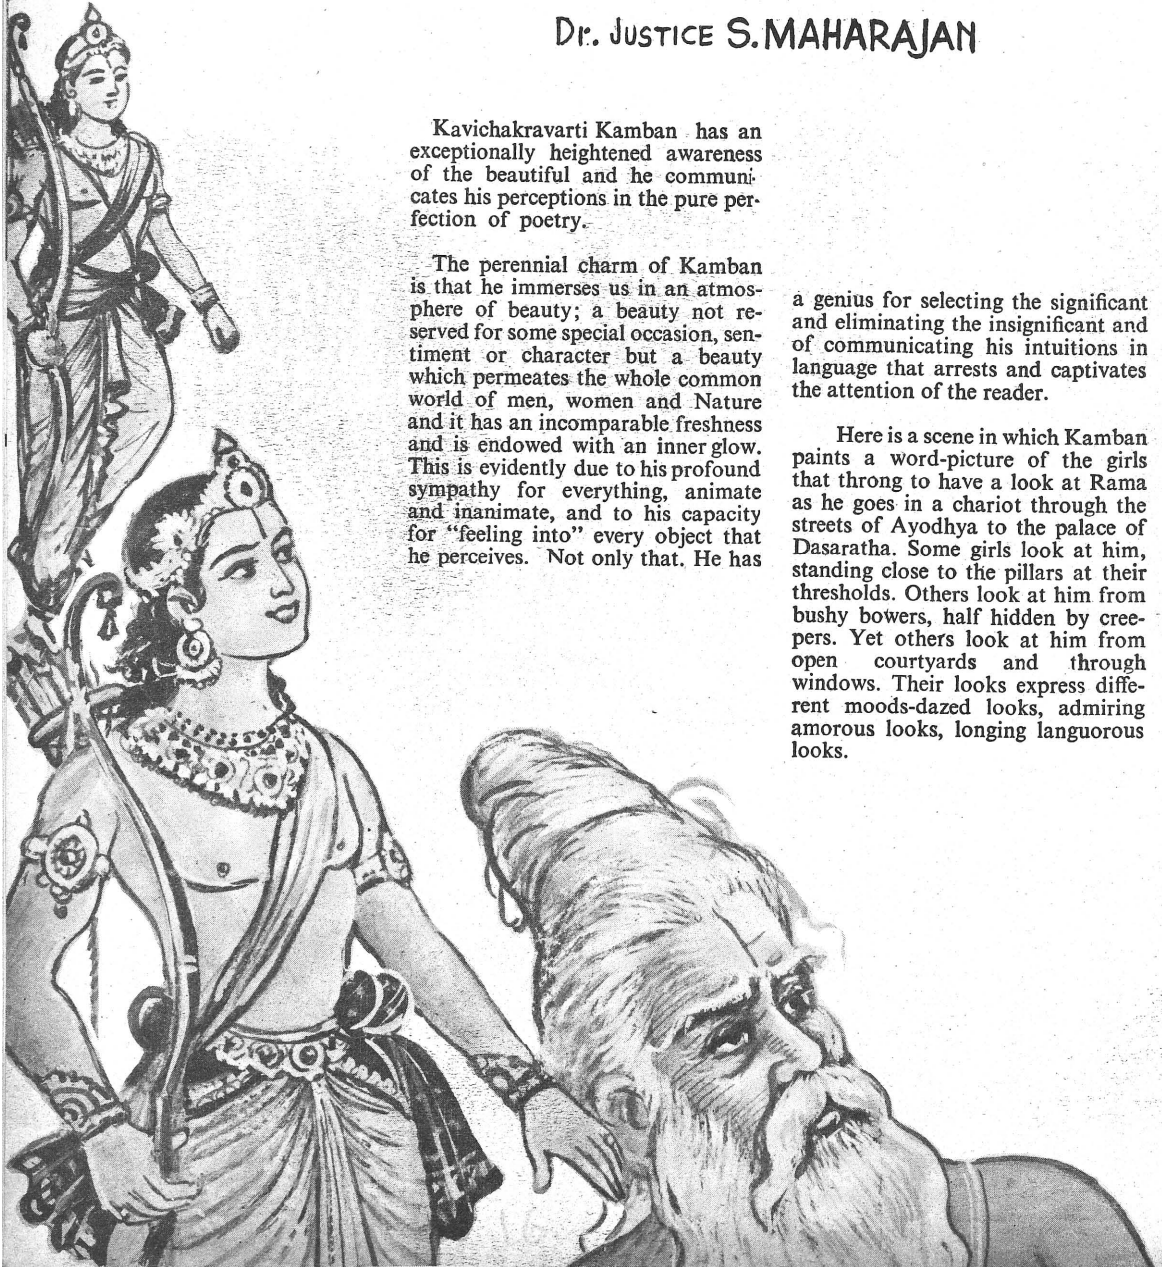 Dr. JUSTICE S. MAHARAJAN
Kavichakravarti Kamban has an
exceptionally heightened awareness
of the beautiful and he communi-
cates his perceptions in the pure per-
fection of poetry.
The perennial charm of Kamban
is that he immerses us in an atmos-
phere of beauty; a beauty not re-
served for some special occasion, sen-
timent or character but a beauty
which permeates the whole common
world of men, women and Nature
and it has an incomparable freshness
and is endowed with an inner glow.
This is evidently due to his profound
sympathy for everything, animate
and inanimate, and to his capacity
for “feeling into” every object that
he perceives. Not only that. He has
a genius for selecting the significant
and eliminating the insignificant and
of communicating his intuitions in
language that arrests and captivates
the attention of the reader.
Here is a scene in which Kamban
paints a word-picture of the girls
that throng to have a look at Rama
as he goes in a chariot through the
streets of Ayodhya to the palace of
Dasaratha. Some girls look at him,
standing close to the pillars at their
thresholds. Others look at him from
bushy bowers, half hidden by cree-
pers. Yet others look at him from
open courtyards and through
windows. Their looks express diffe-
rent moods-dazed looks, admiring
amorous looks, longing languorous
looks.